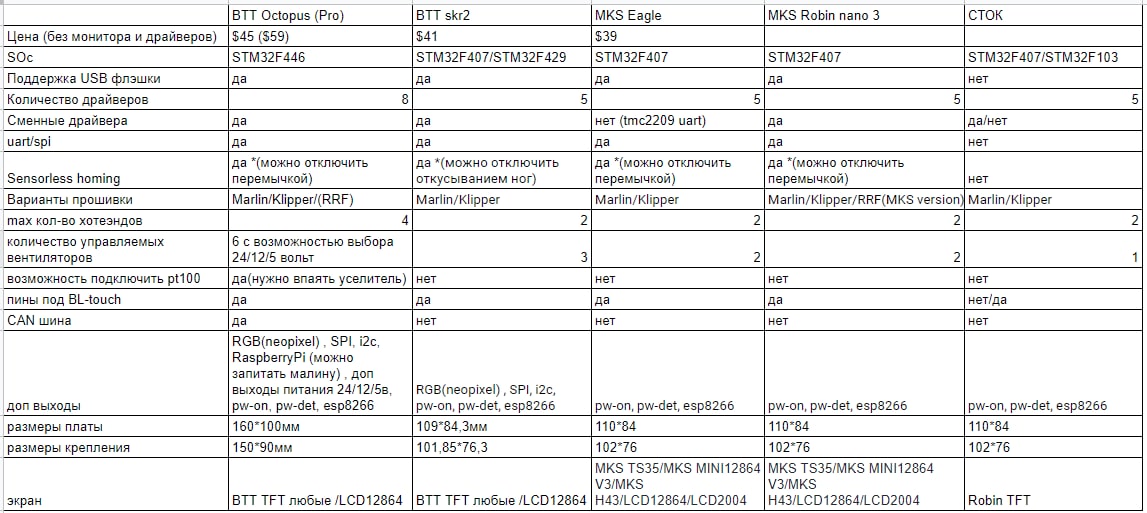 BTT Octopus (Pro) BTT skr2 MKS Eagle MKS Robin nano 3 СТОК
Цена (без монитора и драйверов) $45 ($59) $41 $39
SOc STM32F446 STM32F407/STM32F429 STM32F407 STM32F407 STM32F407/STM32F103
Поддержка USB флэшки да да да да нет
Количество драйверов 8 5 5 5 5
Сменные драйвера да да нет (tmc2209 uart) да да/нет
uart/spi да да да да нет
Sensorless homing да *(можно отключить перемычкой) да *(можно отключить откусыванием ног) да *(можно отключить перемычкой) да *(можно отключить перемычкой) нет
Варианты прошивки Marlin/Klipper/(RRF) Marlin/Klipper Marlin/Klipper Marlin/Klipper/RRF(MKS version) Marlin/Klipper
max кол-во хотеэндов 4 2 2 2 2
количество управляемых вентиляторов 6 с возможностью выбора 24/12/5 вольт 3 2 2 1
возможность подключить pt100 да(нужно впаять уселитель) нет нет нет нет
пины под BL-touch да да да да нет/да
CAN шина да нет нет нет нет
доп выходы RGB(neopixel) , SPI, i2c, RaspberryPi (можно запитать малину) , доп выходы питания 24/12/5в, pw-on, pw-det, esp8266 RGB(neopixel) , SPI, i2c, pw-on, pw-det, esp8266 pw-on, pw-det, esp8266 pw-on, pw-det, esp8266 pw-on, pw-det, esp8266
размеры платы 160*100мм 109*84,3мм 110*84 110*84 110*84
размеры крепления 150*90мм 101,85*76,3 102*76 102*76 102*76
экран BTT TFT любые /LCD12864 BTT TFT любые /LCD12864 MKS TS35/MKS MINI12864 V3/MKS H43/LCD12864/LCD2004 MKS TS35/MKS MINI12864 V3/MKS H43/LCD12864/LCD2004 Robin TFT